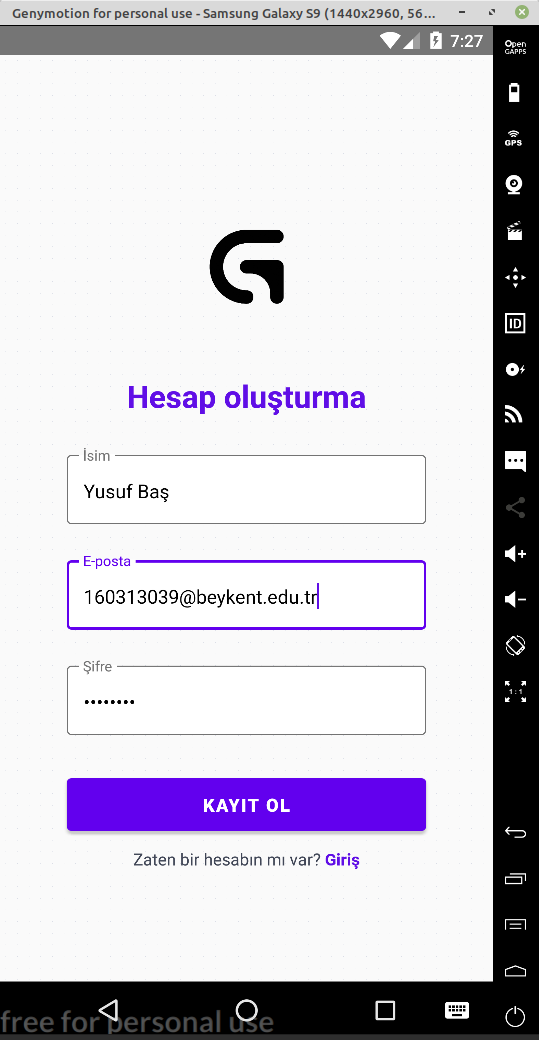 Genymotion for personal use - Samsung Galaxy S9 (1440x2960, 56...
7:27
Open
GAPPS
GPS
ID
Hesap oluşturma
İsim
Yusuf Baş
E-posta
160313039@beykent.edu.tr
Şifre
••••••••
1:1
KAYIT OL
Zaten bir hesabın mı var? Giriş
free for personal use